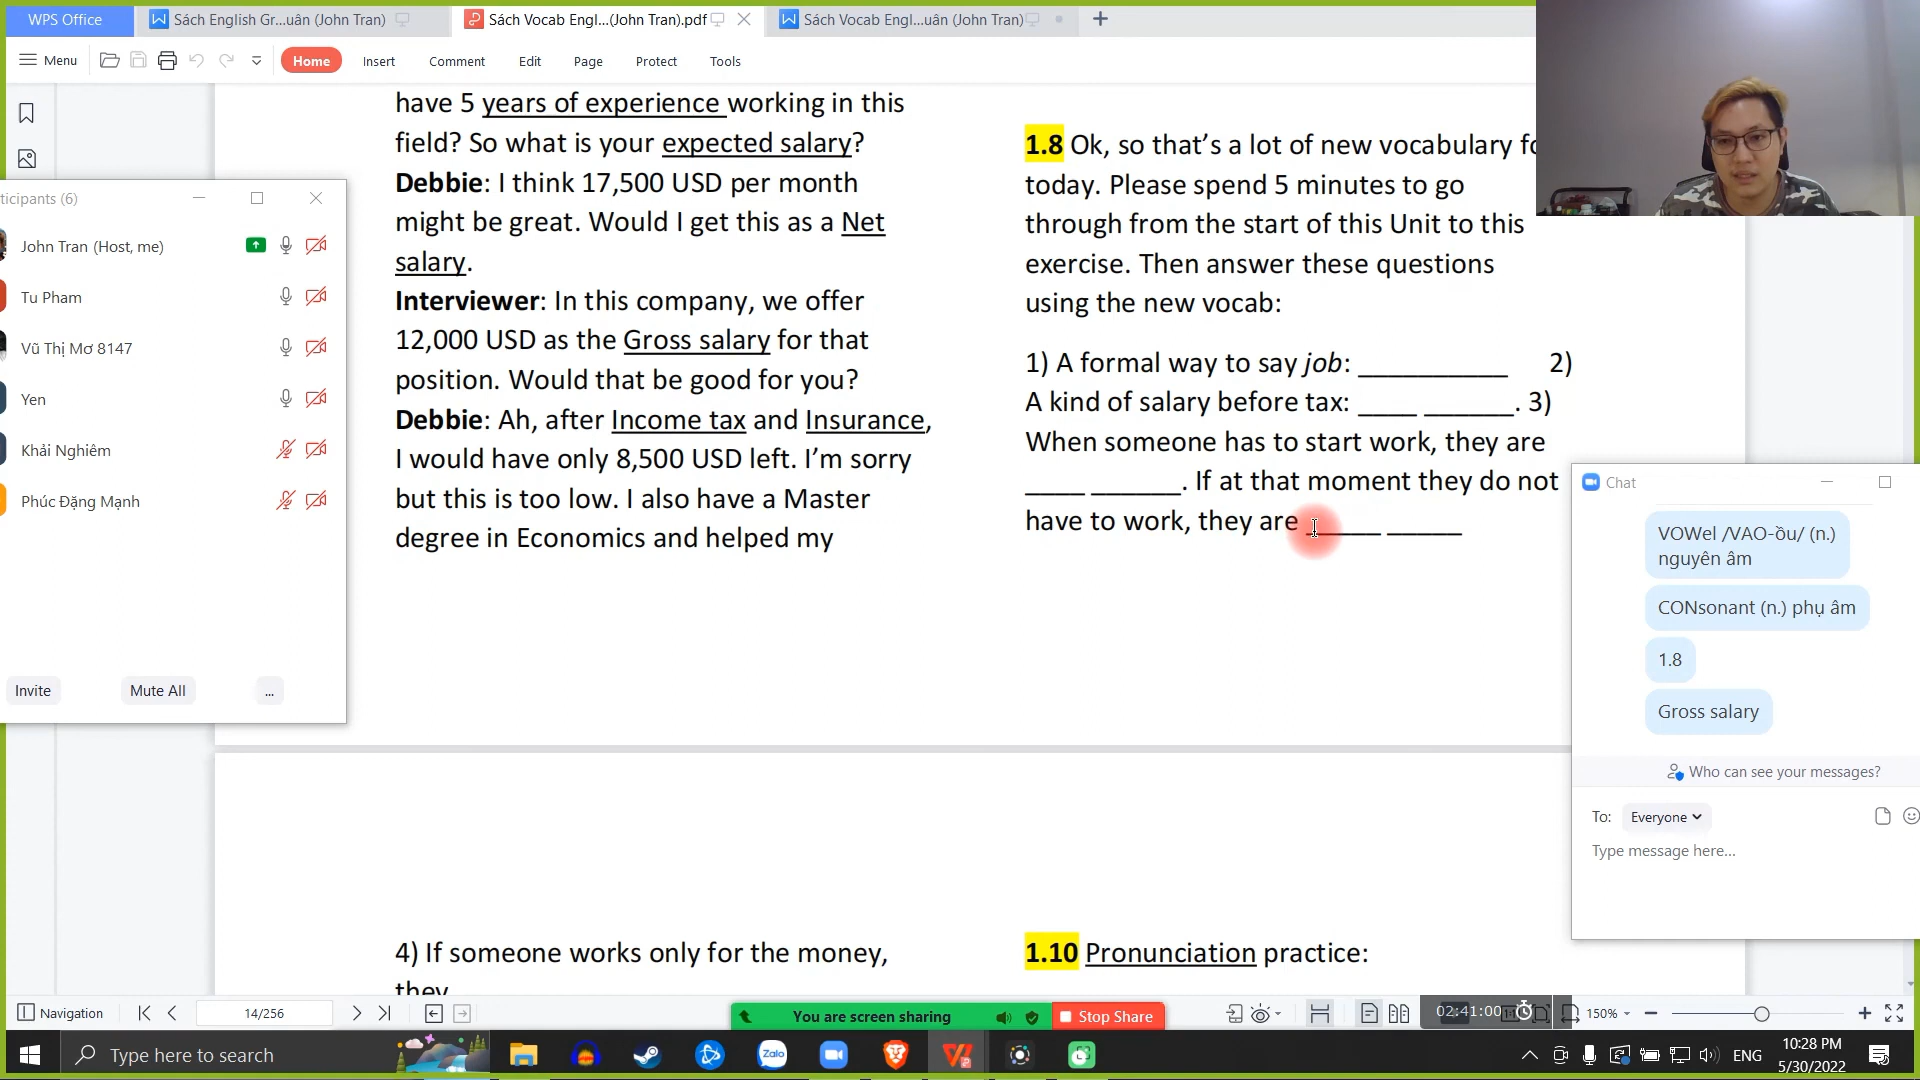 WPS Office
Sách English Gr...uân (John Tran)
Sách Vocab Engl...(John Tran).pdf
Sách Vocab Engl...uân (John Tran)
Menu
Home
Insert
Comment
Edit
Page
Protect
Tools
have 5 years of experience working in this
field? So what is your expected salary?
Debbie: I think 17,500 USD per month
might be great. Would I get this as a Net
salary.
Interviewer: In this company, we offer
12,000 USD as the Gross salary for that
position. Would that be good for you?
Debbie: Ah, after Income tax and Insurance,
I would have only 8,500 USD left. I'm sorry
but this is too low. I also have a Master
degree in Economics and helped my
1.8 Ok, so that's a lot of new vocabulary fo
today. Please spend 5 minutes to go
through from the start of this Unit to this
exercise. Then answer these questions
using the new vocab:
1) A formal way to say job: __________ 2)
A kind of salary before tax: ____ ______. 3)
When someone has to start work, they are
____ ______. If at that moment they do not
have to work, they are _____ _____
4) If someone works only for the money,
they
1.10 Pronunciation practice:
ticipants (6)
John Tran (Host, me)
Tu Pham
Vũ Thị Mơ 8147
Yen
Khải Nghiêm
Phúc Đặng Mạnh
Invite
Mute All
...
Chat
VOWel /VAO-ồu/ (n.)
nguyên âm
CONsonant (n.) phụ âm
1.8
Gross salary
Who can see your messages?
To: Everyone
Type message here...
Navigation
14/256
You are screen sharing
Stop Share
02:41:00
150%
Type here to search
Zalo
ENG
10:28 PM
5/30/2022